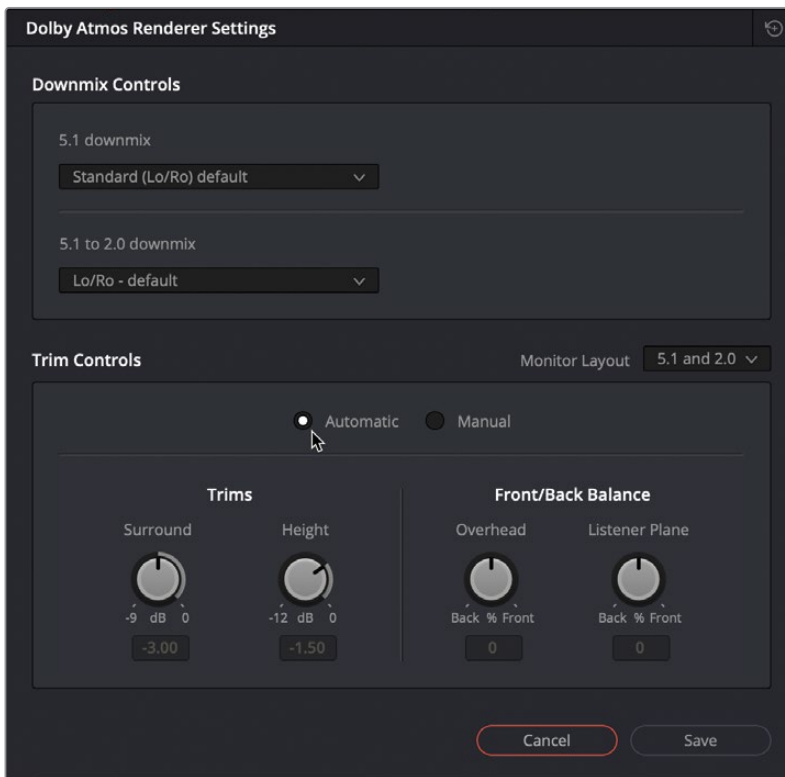 Dolby Atmos Renderer Settings
Downmix Controls
5.1 downmix
Standard (Lo/Ro) default
5.1 to 2.0 downmix
Lo/Ro - default
Trim Controls
Monitor Layout 5.1 and 2.0
Automatic Manual
Trims Front/Back Balance
Surround Height Overhead Listener Plane
-9 dB 0 -12 dB 0 Back % Front Back % Front
-3.00 -1.50 0 0
Cancel Save